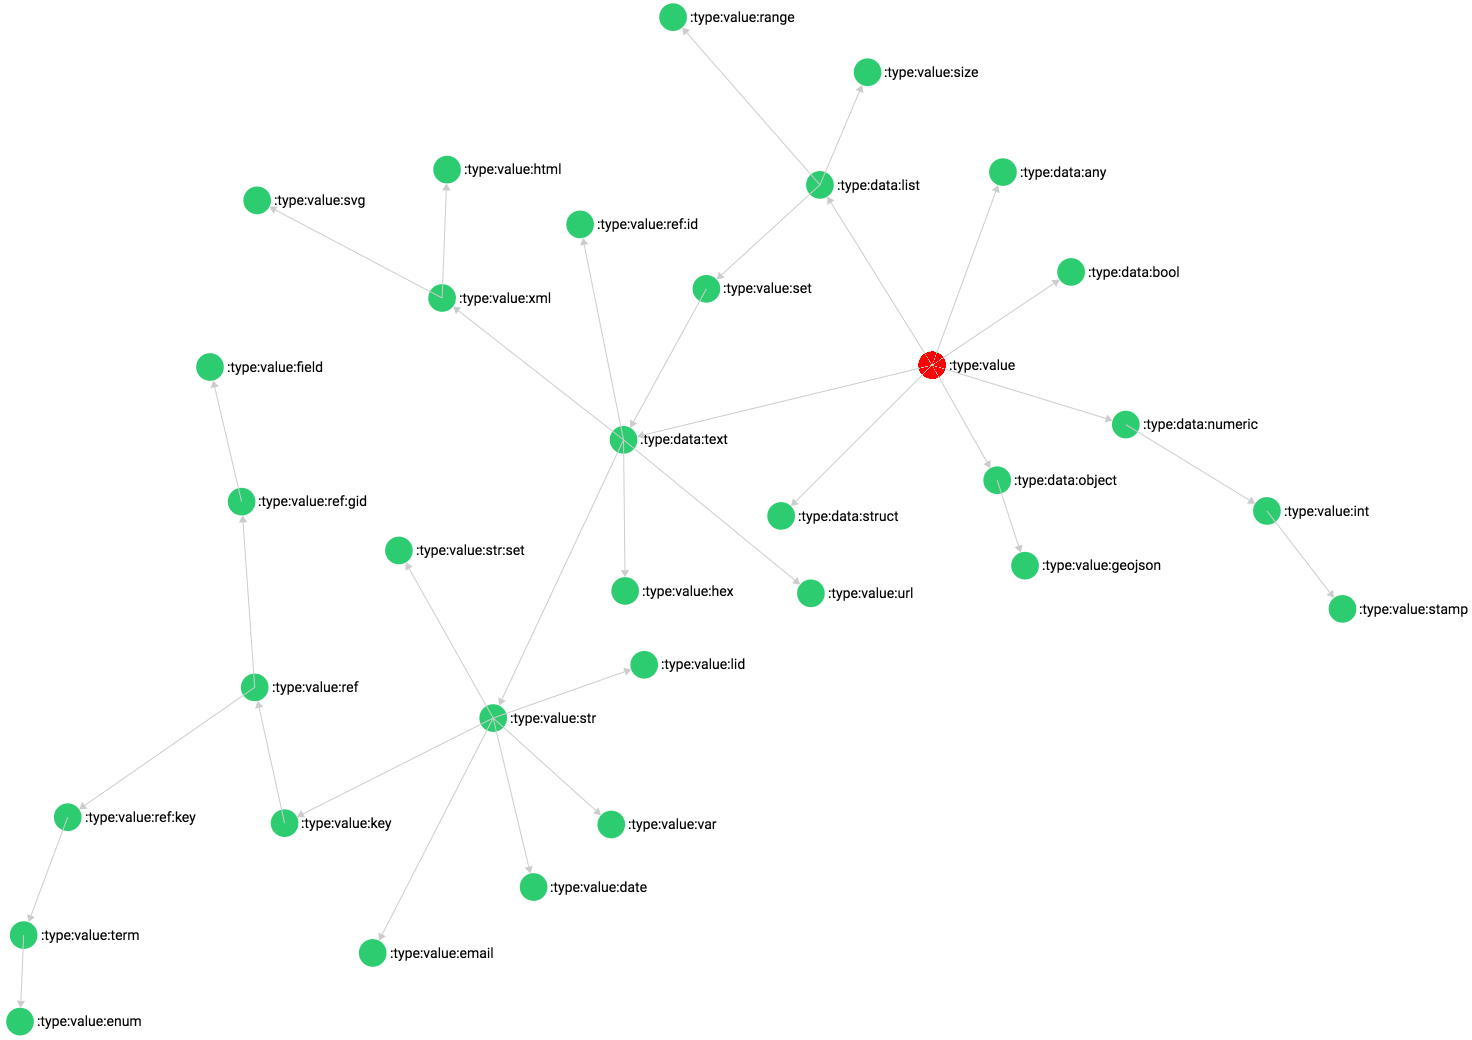 :type:value:range
:type:value:size
:type:value:html
:type:data:any
:type:data:list
:type:value:svg
:type:value:ref:id
:type:data:bool
:type:value:set
:type:value:xml
:type:value
:type:value:field
:type:data:numeric
:type:data:text
:type:data:object
:type:value:ref:gid
:type:value:int
:type:data:struct
:type:value:str:set
:type:value:geojson
:type:value:hex
:type:value:url
:type:value:stamp
:type:value:lid
:type:value:ref
:type:value:str
:type:value:ref:key
:type:value:key
:type:value:var
:type:value:date
:type:value:term
:type:value:email
:type:value:enum